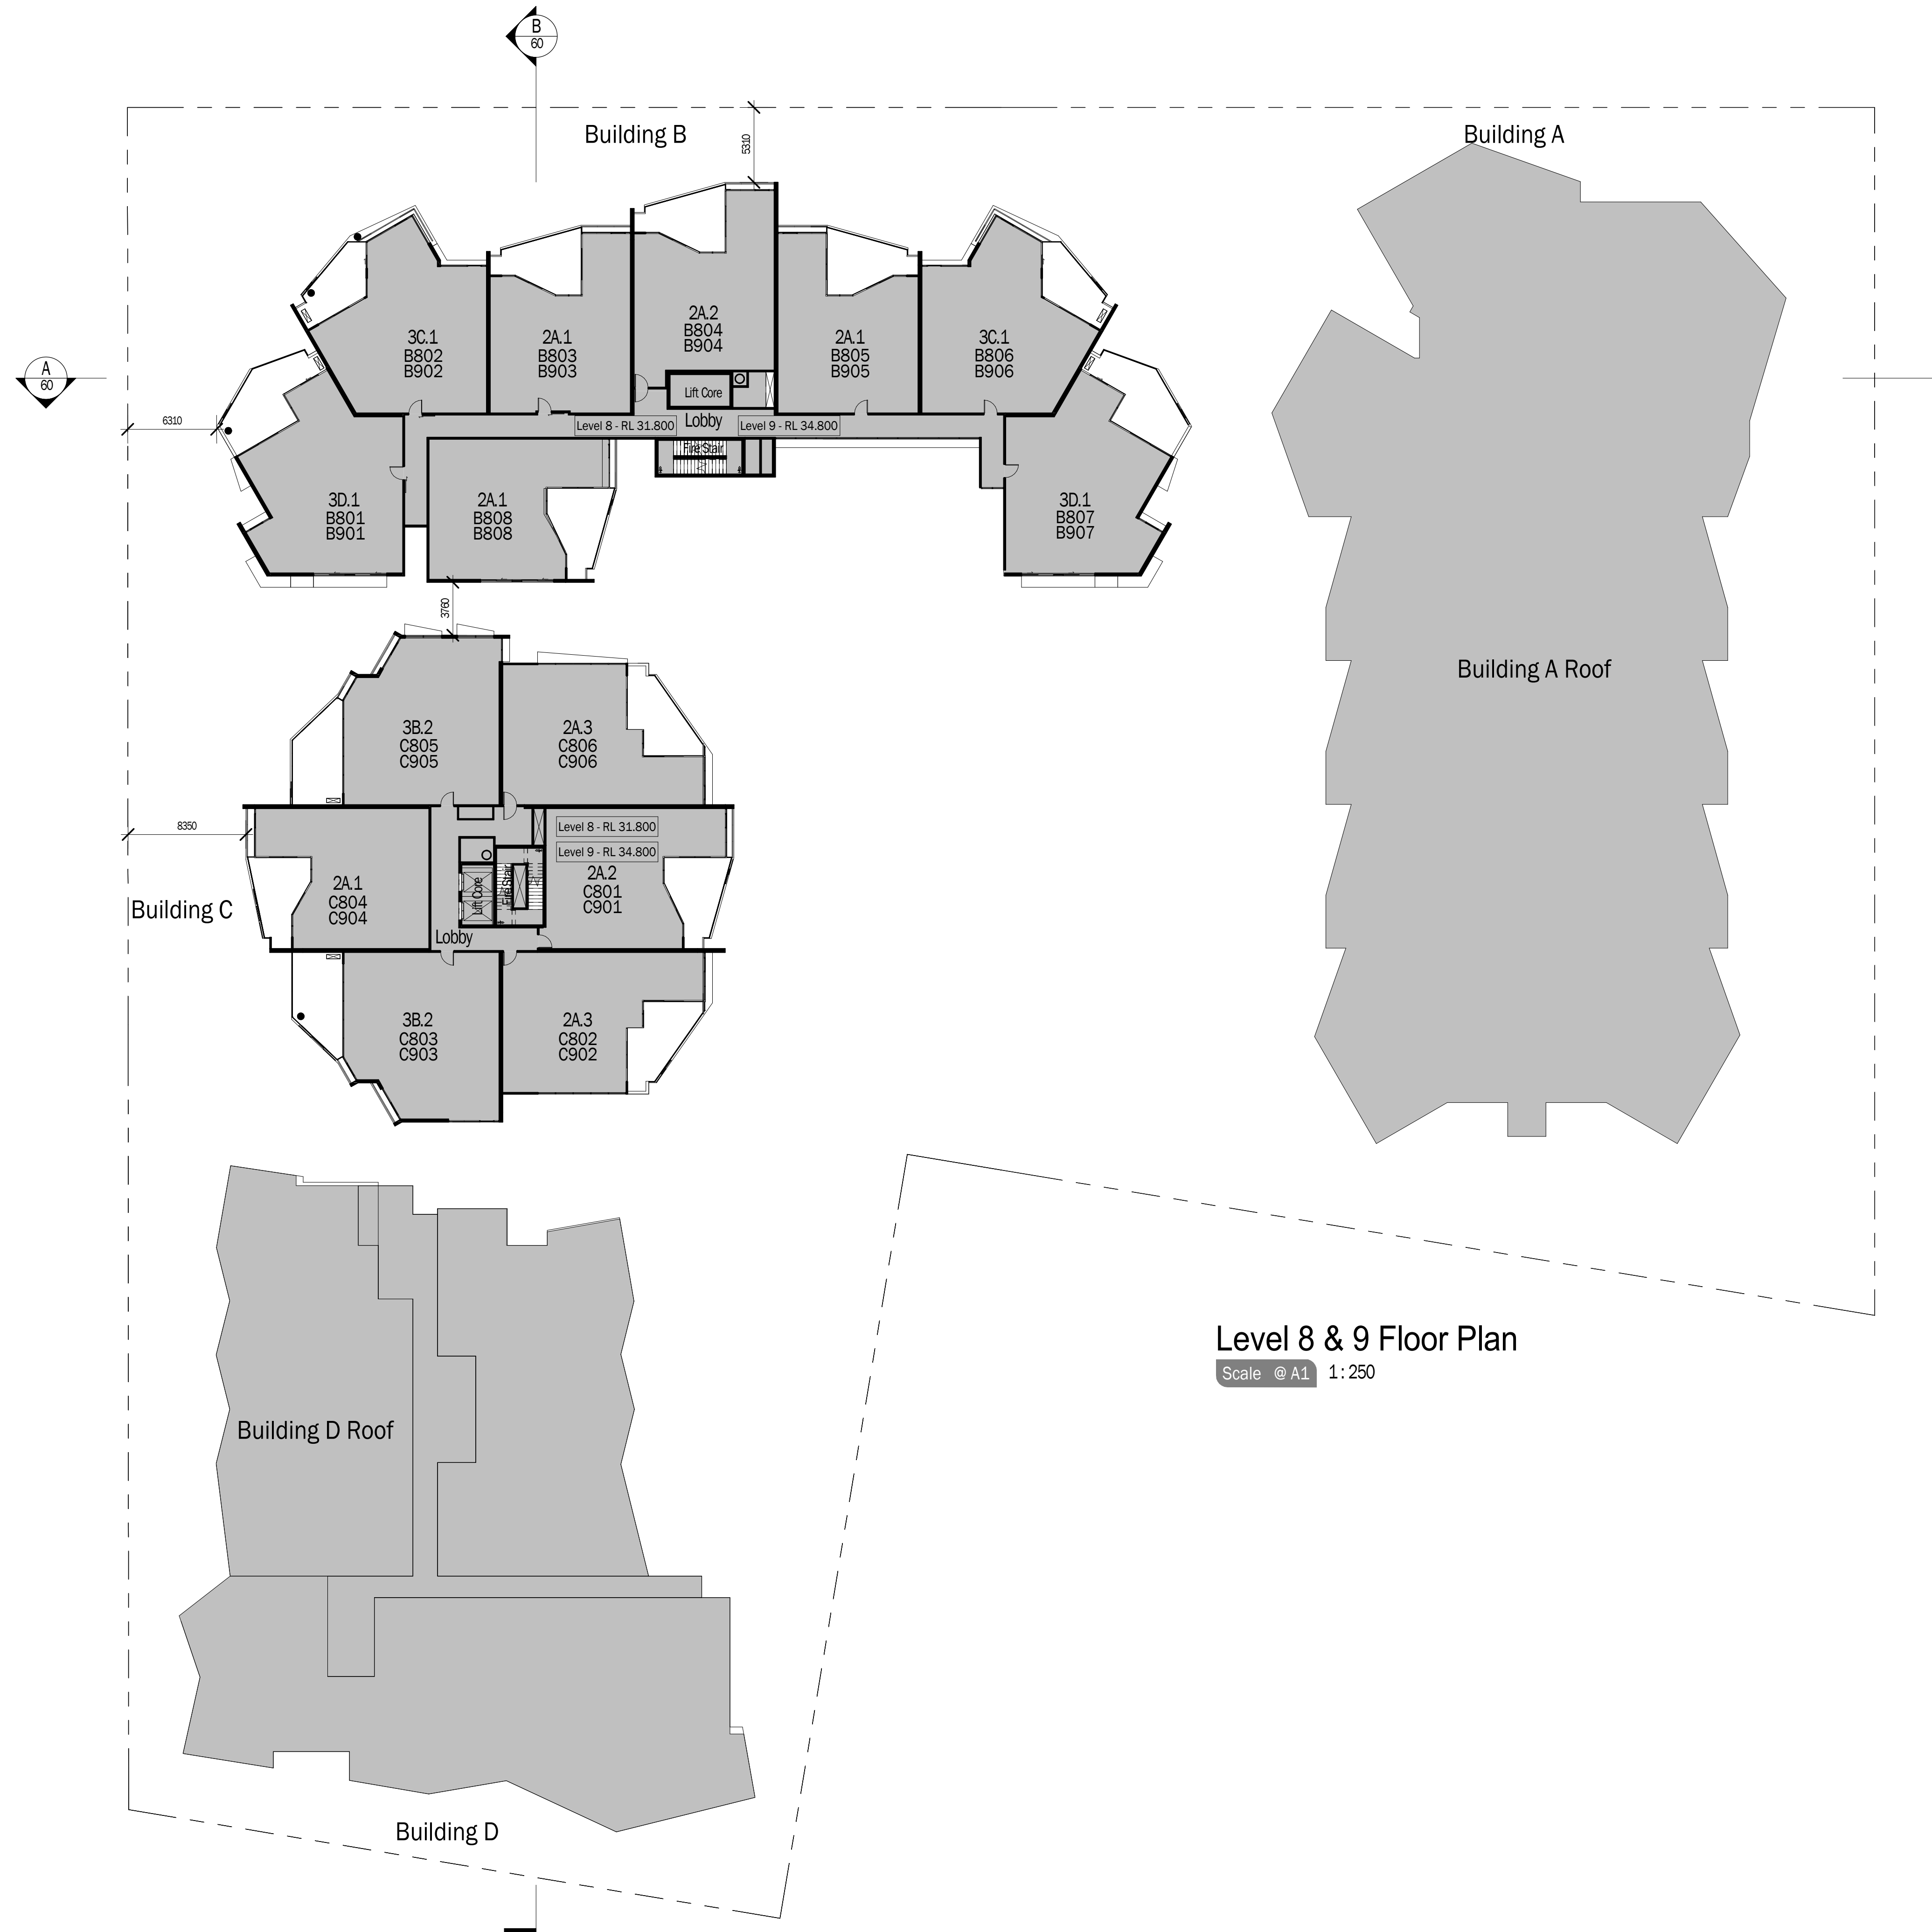 B
60
Building B
Building A
5310
A
60
6310
3C.1
B802
B902
2A.1
B803
B903
2A.2
B804
B904
2A.1
B805
B905
3C.1
B806
B906
Lift Core
Level 8 - RL 31.800
Lobby
Level 9 - RL 34.800
Fire Stair
3D.1
B801
B901
2A.1
B808
B808
3D.1
B807
B907
3760
Building A Roof
3B.2
C805
C905
2A.3
C806
C906
8350
Level 8 - RL 31.800
Level 9 - RL 34.800
2A.1
C804
C904
Lift Core
Fire Stair
2A.2
C801
C901
Building C
Lobby
3B.2
C803
C903
2A.3
C802
C902
Level 8 & 9 Floor Plan
Scale @ A1 1 : 250
Building D Roof
Building D